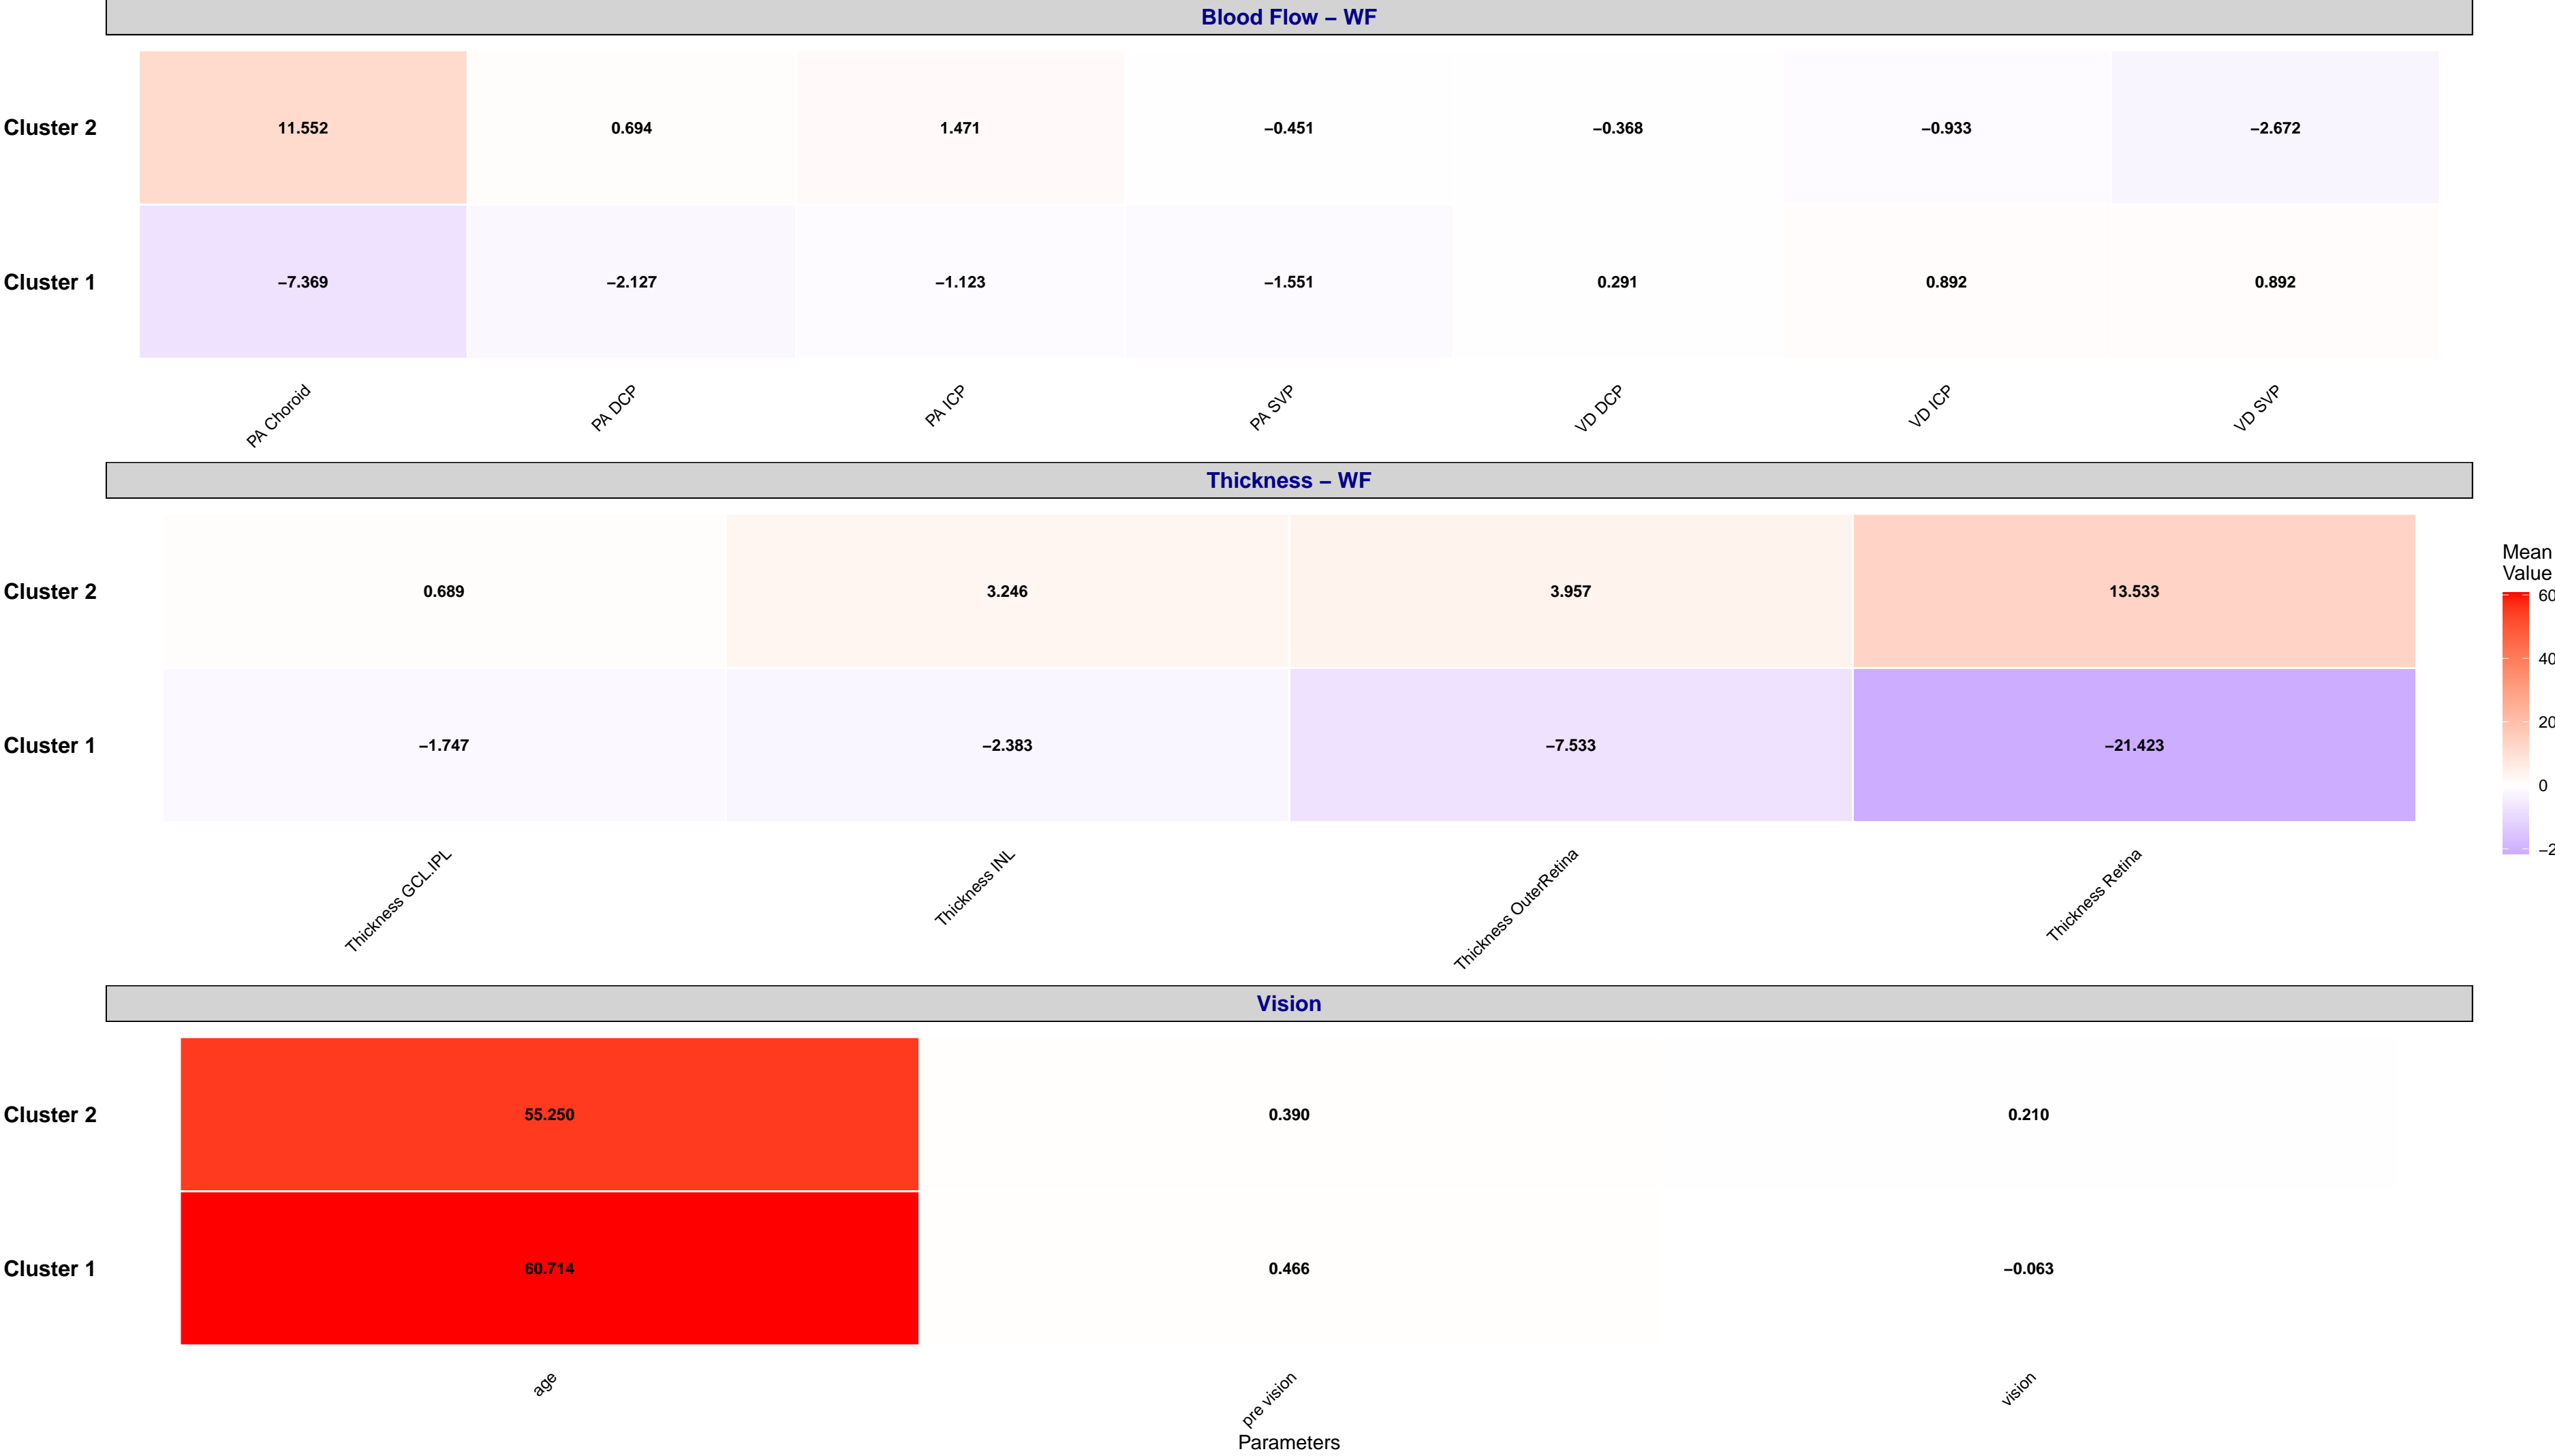 Blood Flow – WF
Cluster 2
11.552 0.694 1.471 –0.451 –0.368 –0.933 –2.672
Cluster 1
–7.369 –2.127 –1.123 –1.551 0.291 0.892 0.892
PA Choroid PA DCP PA ICP PA SVP VD DCP VD ICP VD SVP
Thickness – WF
Cluster 2
0.689 3.246 3.957 13.533
Cluster 1
–1.747 –2.383 –7.533 –21.423
Thickness GCL.IPL Thickness INL Thickness OuterRetina Thickness Retina
Mean
Value
60
40
20
0
–2
Vision
Cluster 2
55.250 0.390 0.210
Cluster 1
60.714 0.466 –0.063
age pre vision vision
Parameters